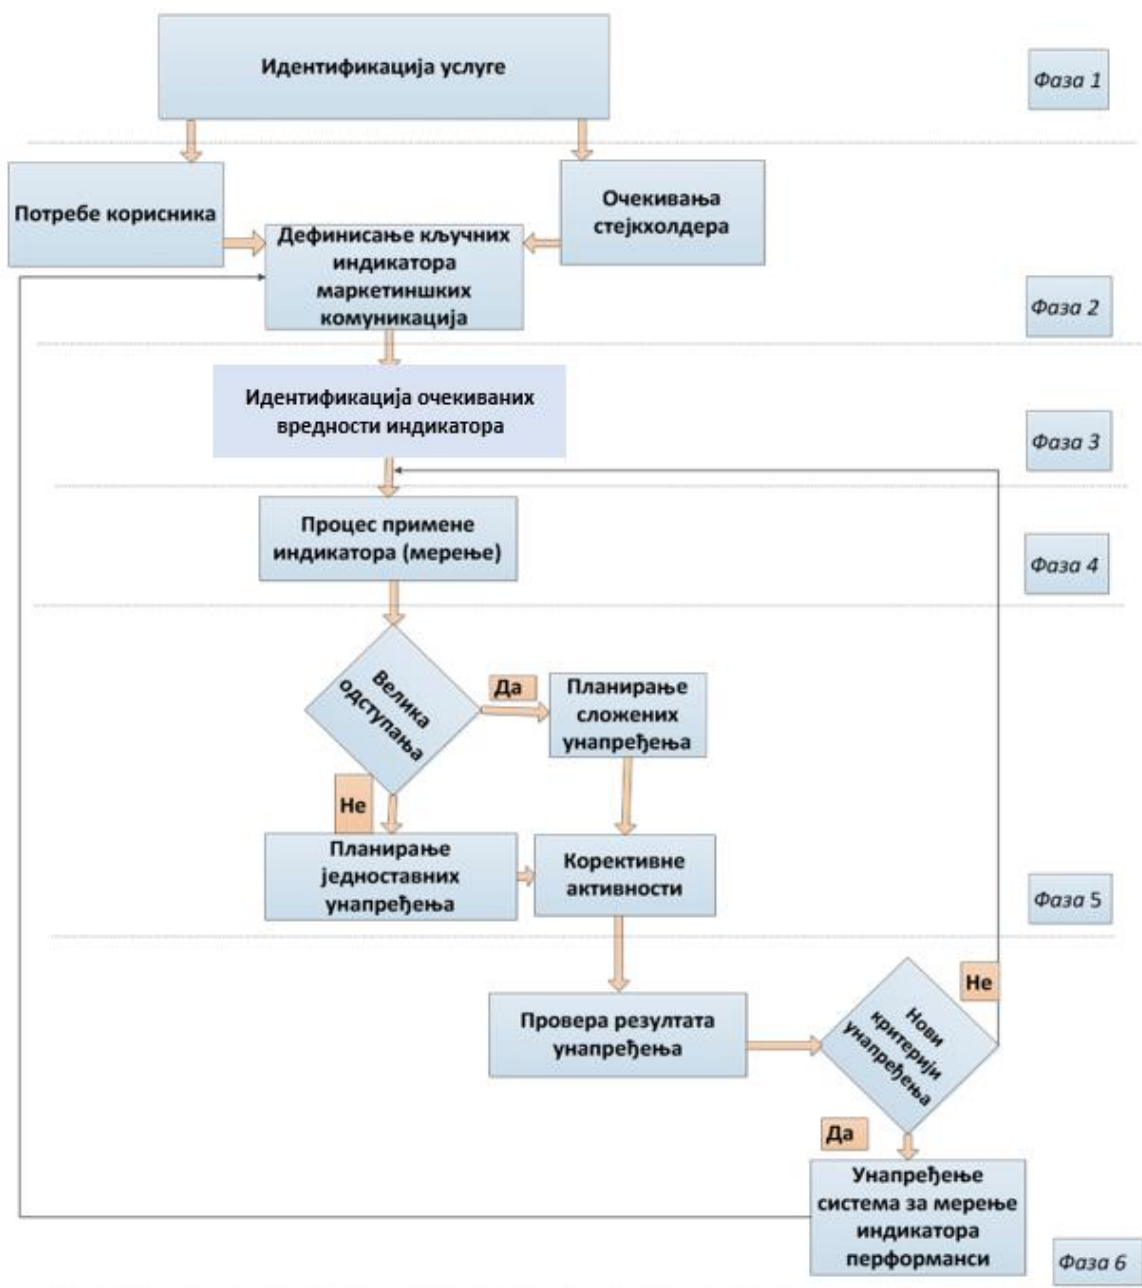 Идентификација услуге
Фаза 1
Потребе корисника
Очекивања
стејкхолдера
Дефинисање кључних
индикатора
маркетиншких
комуникација
Фаза 2
Идентификација очекиваних
вредности индикатора
Фаза 3
Процес примене
индикатора (мерење)
Фаза 4
Велика
одступања
Да
Планирање
сложених
унапређења
Не
Планирање
једноставних
унапређења
Корективне
активности
Фаза 5
Провера резултата
унапређења
Нови
критерији
унапређења
Не
Да
Унапређење
система за мерење
индикатора
перформанси
Фаза 6